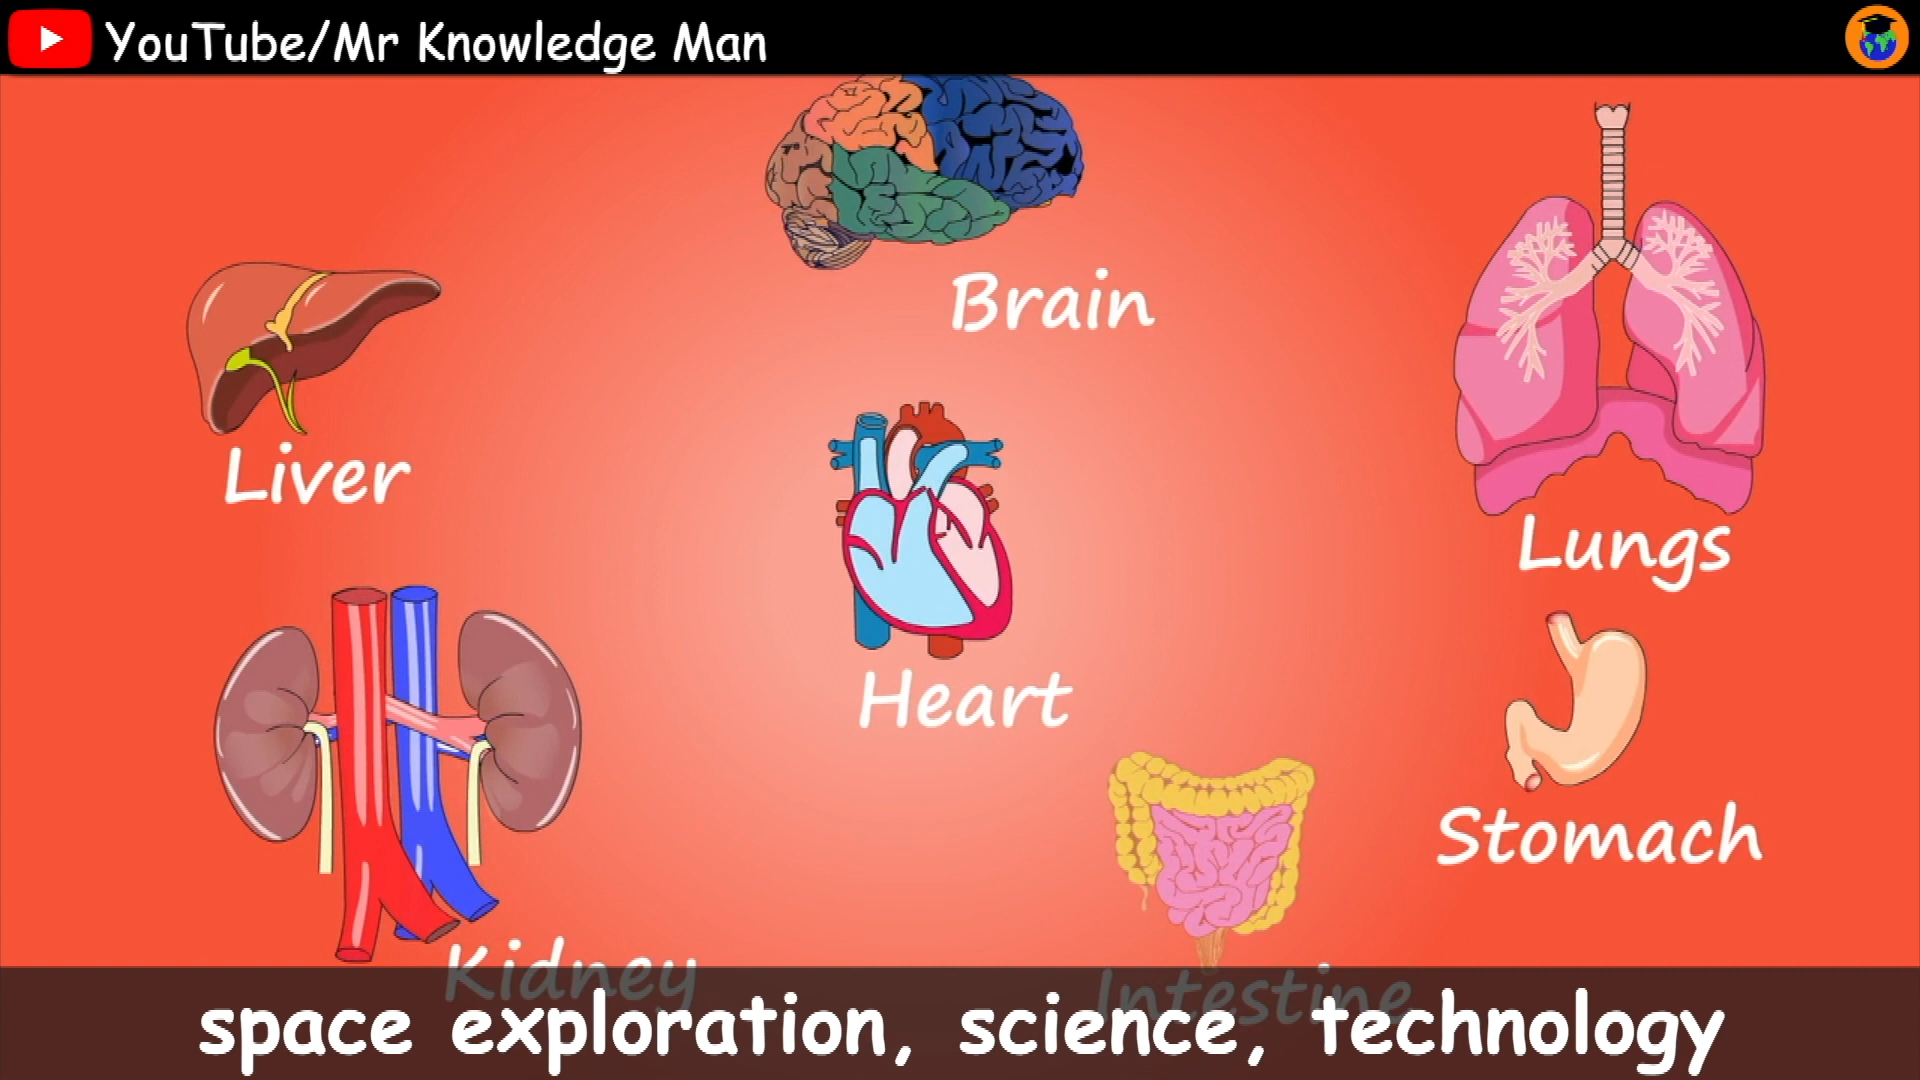 YouTube/Mr Knowledge Man
Brain
Liver
Lungs
Heart
Stomach
Kidney
Intestine
space exploration, science, technology